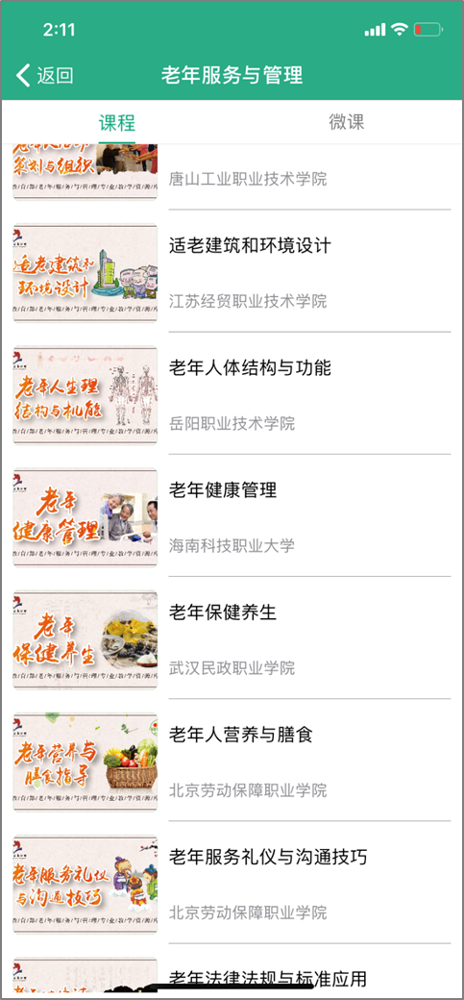 2:11
返回
老年服务与管理
课程
微课
策划与组织
唐山工业职业技术学院
适老建筑和
环境设计
适老建筑和环境设计
江苏经贸职业技术学院
老年人生理
结构与机能
老年人体结构与功能
岳阳职业技术学院
老年
健康管理
老年健康管理
海南科技职业大学
老年
保健养生
老年保健养生
武汉民政职业学院
老年营养与
膳食指导
老年人营养与膳食
北京劳动保障职业学院
老年服务礼仪
与沟通技巧
老年服务礼仪与沟通技巧
北京劳动保障职业学院
老年法律法规与标准应用